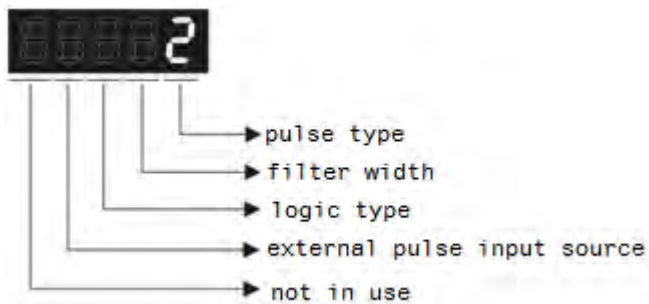 2
pulse type
filter width
logic type
external pulse input source
not in use